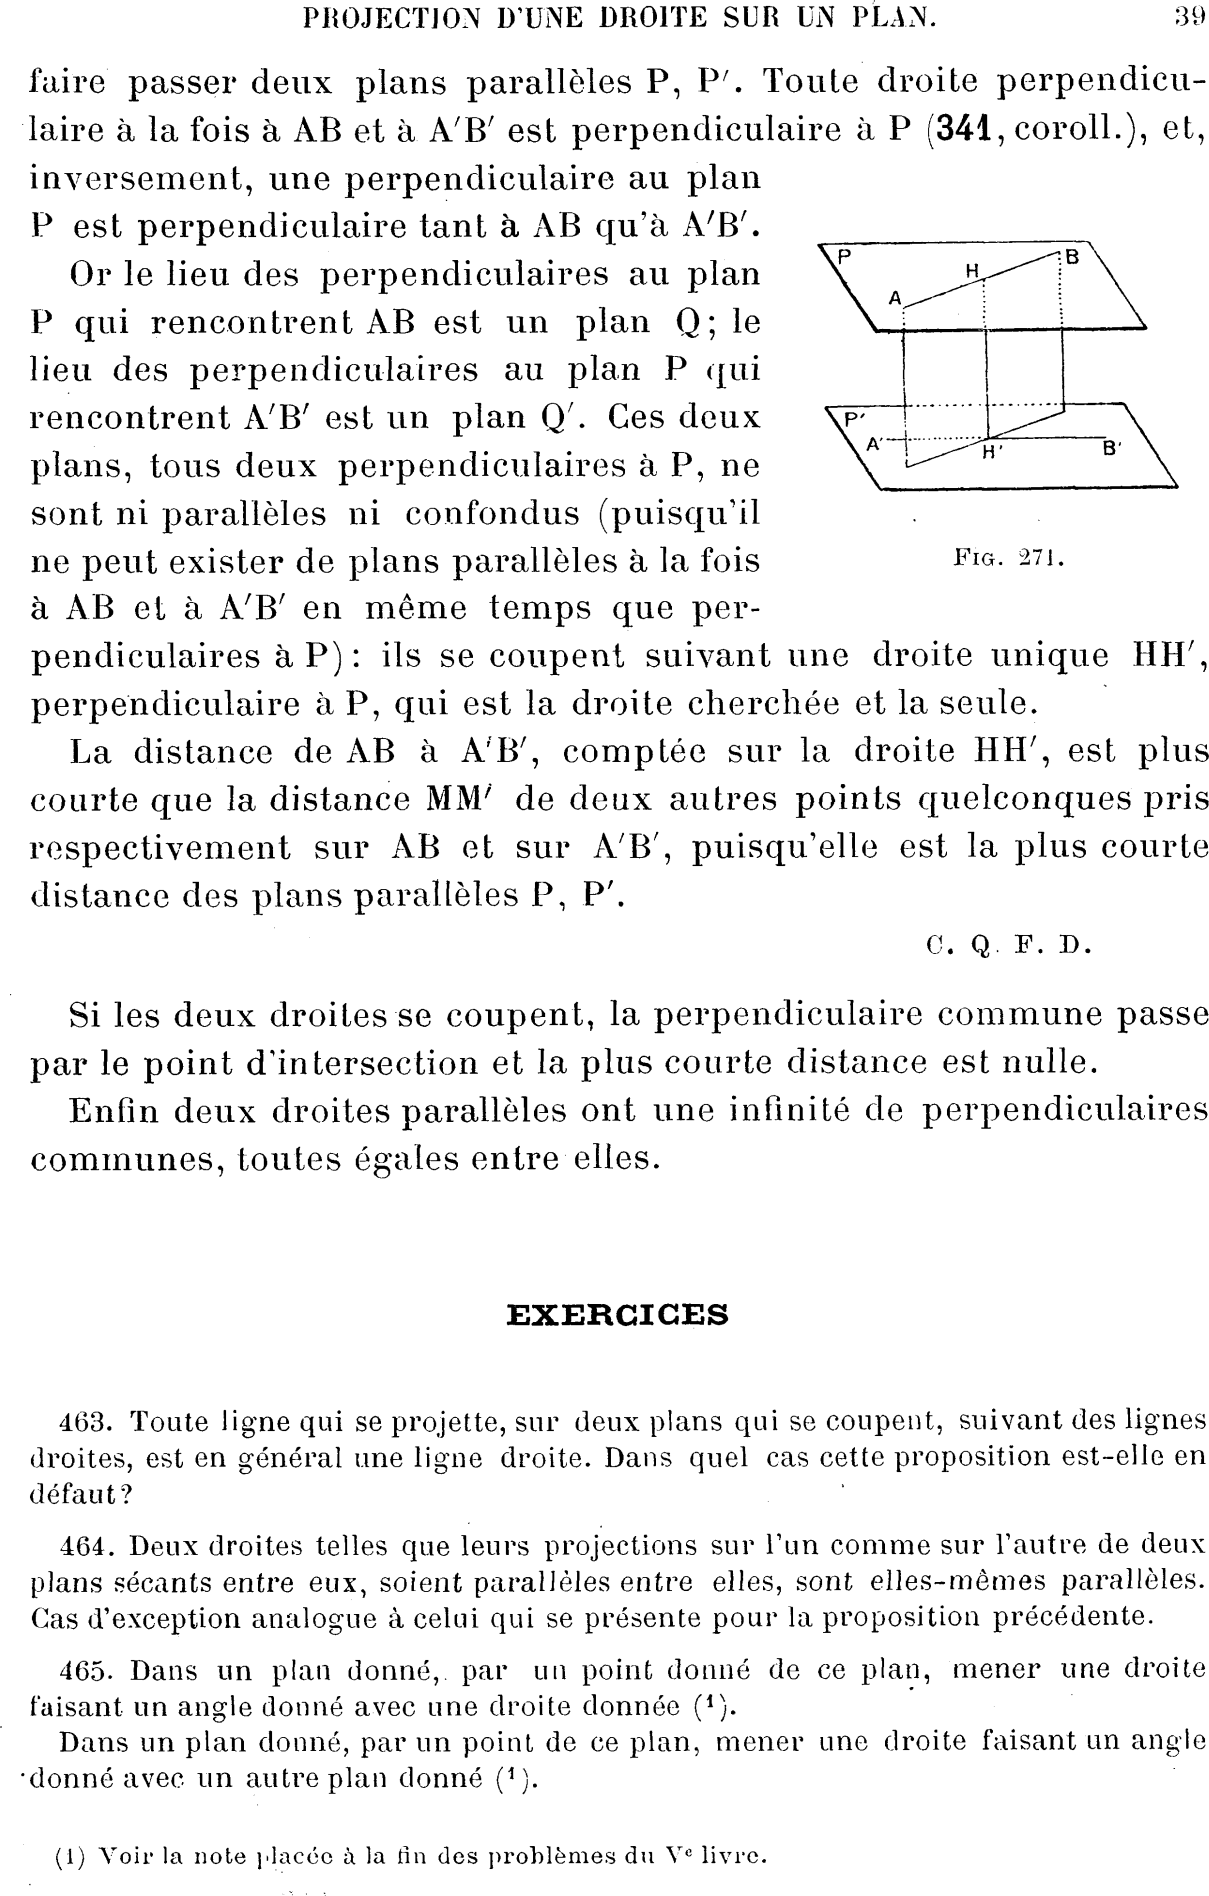 PROJECTION D'UNE DROITE SUR UN PLAN. 39
faire passer deux plans parallèles P, P′. Toute droite perpendicu-
laire à la fois à AB et à A′B′ est perpendiculaire à P (341, coroll.), et,
inversement, une perpendiculaire au plan
P est perpendiculaire tant à AB qu'à A′B′.
Or le lieu des perpendiculaires au plan
P qui rencontrent AB est un plan Q; le
lieu des perpendiculaires au plan P qui
rencontrent A′B′ est un plan Q′. Ces deux
plans, tous deux perpendiculaires à P, ne
sont ni parallèles ni confondus (puisqu'il
ne peut exister de plans parallèles à la fois
à AB et à A′B′ en même temps que per-
P
H
B
A
P′
A′
H′
B′
FIG. 271.
pendiculaires à P) : ils se coupent suivant une droite unique HH′,
perpendiculaire à P, qui est la droite cherchée et la seule.
La distance de AB à A′B′, comptée sur la droite HH′, est plus
courte que la distance MM′ de deux autres points quelconques pris
respectivement sur AB et sur A′B′, puisqu'elle est la plus courte
distance des plans parallèles P, P′.
C. Q. F. D.
Si les deux droites se coupent, la perpendiculaire commune passe
par le point d'intersection et la plus courte distance est nulle.
Enfin deux droites parallèles ont une infinité de perpendiculaires
communes, toutes égales entre elles.
EXERCICES
463. Toute ligne qui se projette, sur deux plans qui se coupent, suivant des lignes
droites, est en général une ligne droite. Dans quel cas cette proposition est-elle en
défaut?
464. Deux droites telles que leurs projections sur l'un comme sur l'autre de deux
plans sécants entre eux, soient parallèles entre elles, sont elles-mêmes parallèles.
Cas d'exception analogue à celui qui se présente pour la proposition précédente.
465. Dans un plan donné, par un point donné de ce plan, mener une droite
faisant un angle donné avec une droite donnée (¹).
Dans un plan donné, par un point de ce plan, mener une droite faisant un angle
donné avec un autre plan donné (¹).
(1) Voir la note placée à la fin des problèmes du Vᵉ livre.